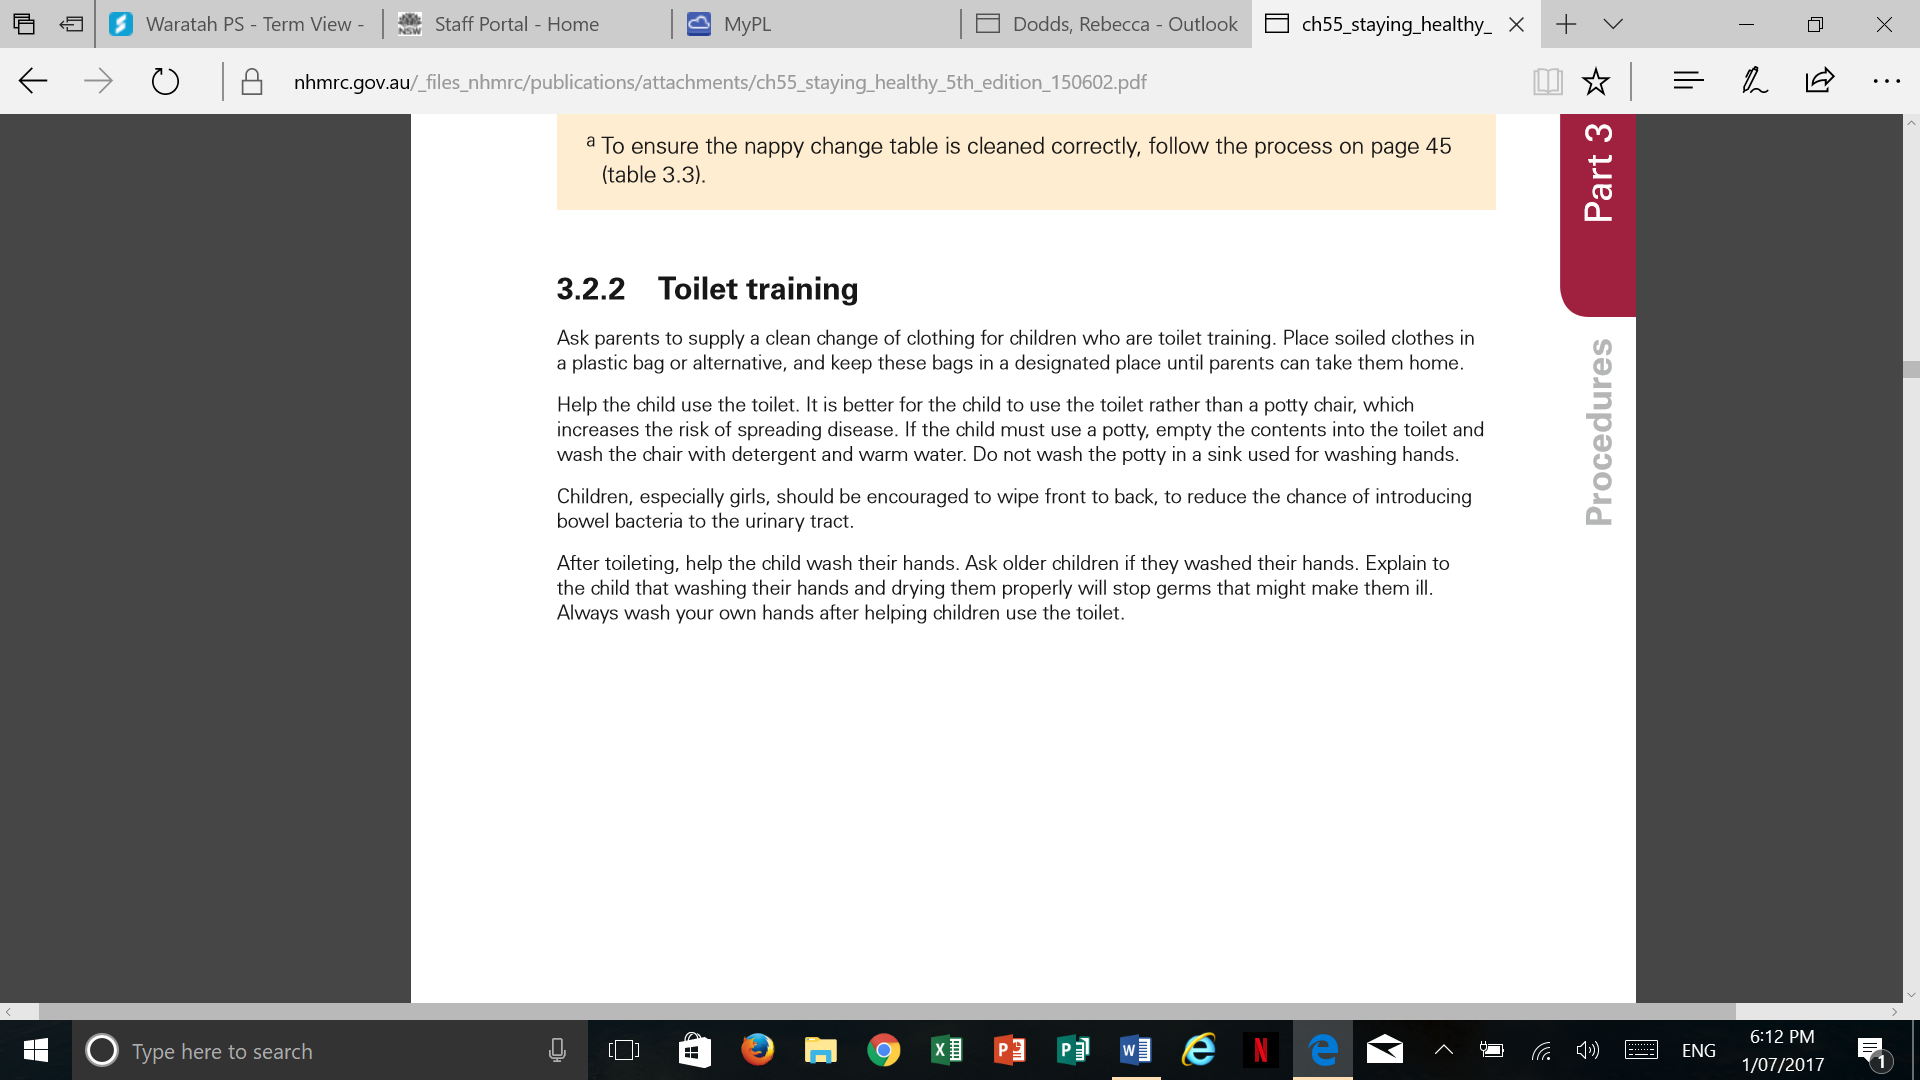 Waratah PS - Term View -
Staff Portal - Home
MyPL
Dodds, Rebecca - Outlook
ch55_staying_healthy_
nhmrc.gov.au/_files_nhmrc/publications/attachments/ch55_staying_healthy_5th_edition_150602.pdf
a To ensure the nappy change table is cleaned correctly, follow the process on page 45
(table 3.3).
Part 3
Procedures
3.2.2 Toilet training
Ask parents to supply a clean change of clothing for children who are toilet training. Place soiled clothes in
a plastic bag or alternative, and keep these bags in a designated place until parents can take them home.
Help the child use the toilet. It is better for the child to use the toilet rather than a potty chair, which
increases the risk of spreading disease. If the child must use a potty, empty the contents into the toilet and
wash the chair with detergent and warm water. Do not wash the potty in a sink used for washing hands.
Children, especially girls, should be encouraged to wipe front to back, to reduce the chance of introducing
bowel bacteria to the urinary tract.
After toileting, help the child wash their hands. Ask older children if they washed their hands. Explain to
the child that washing their hands and drying them properly will stop germs that might make them ill.
Always wash your own hands after helping children use the toilet.
Type here to search
ENG
6:12 PM
1/07/2017
1